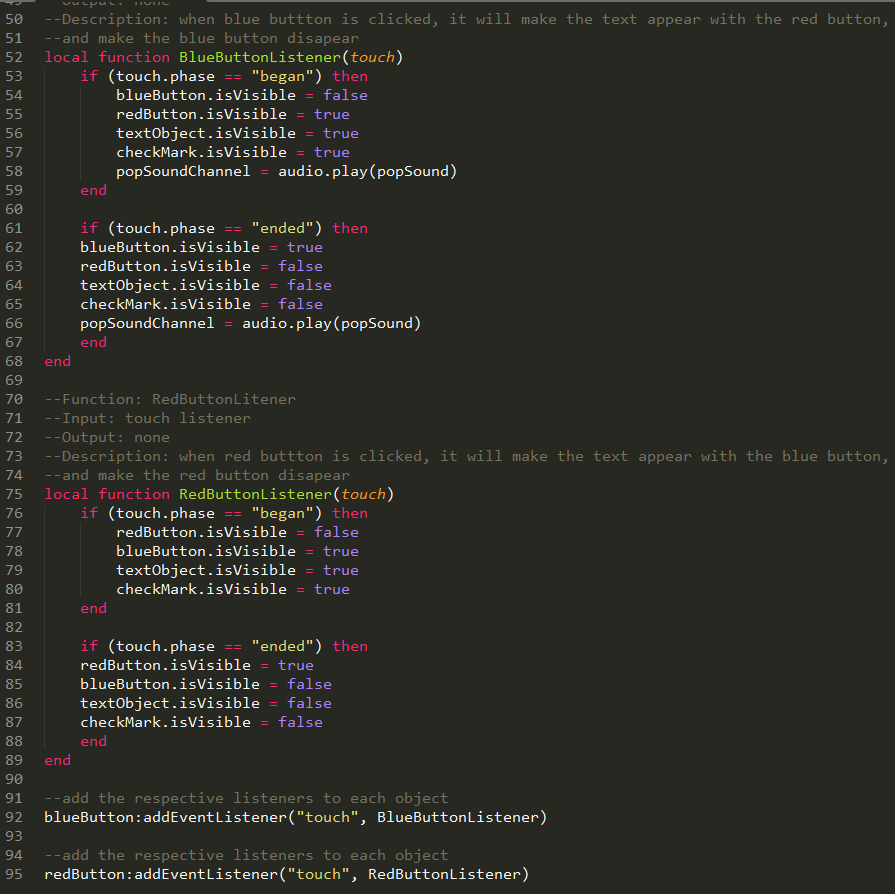 49 --Output: none
50 --Description: when blue buttton is clicked, it will make the text appear with the red button,
51 --and make the blue button disapear
52 local function BlueButtonListener(touch)
53     if (touch.phase == "began") then
54         blueButton.isVisible = false
55         redButton.isVisible = true
56         textObject.isVisible = true
57         checkMark.isVisible = true
58         popSoundChannel = audio.play(popSound)
59     end
60
61     if (touch.phase == "ended") then
62     blueButton.isVisible = true
63     redButton.isVisible = false
64     textObject.isVisible = false
65     checkMark.isVisible = false
66     popSoundChannel = audio.play(popSound)
67     end
68 end
69
70 --Function: RedButtonLitener
71 --Input: touch listener
72 --Output: none
73 --Description: when red buttton is clicked, it will make the text appear with the blue button,
74 --and make the red button disapear
75 local function RedButtonListener(touch)
76     if (touch.phase == "began") then
77         redButton.isVisible = false
78         blueButton.isVisible = true
79         textObject.isVisible = true
80         checkMark.isVisible = true
81     end
82
83     if (touch.phase == "ended") then
84     redButton.isVisible = true
85     blueButton.isVisible = false
86     textObject.isVisible = false
87     checkMark.isVisible = false
88     end
89 end
90
91 --add the respective listeners to each object
92 blueButton:addEventListener("touch", BlueButtonListener)
93
94 --add the respective listeners to each object
95 redButton:addEventListener("touch", RedButtonListener)